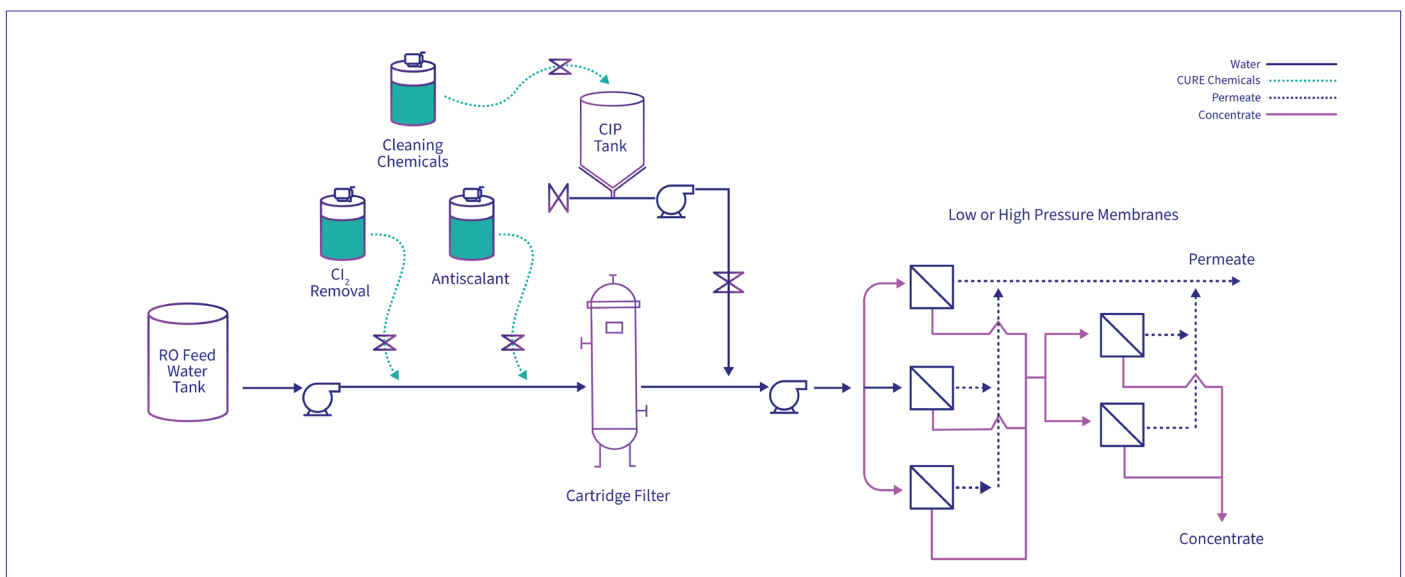 Water
CURE Chemicals
Permeate
Concentrate
CIP
Tank
Cleaning
Chemicals
Low or High Pressure Membranes
Cl₂
Removal
Antiscalant
Permeate
RO Feed
Water
Tank
Cartridge Filter
Concentrate